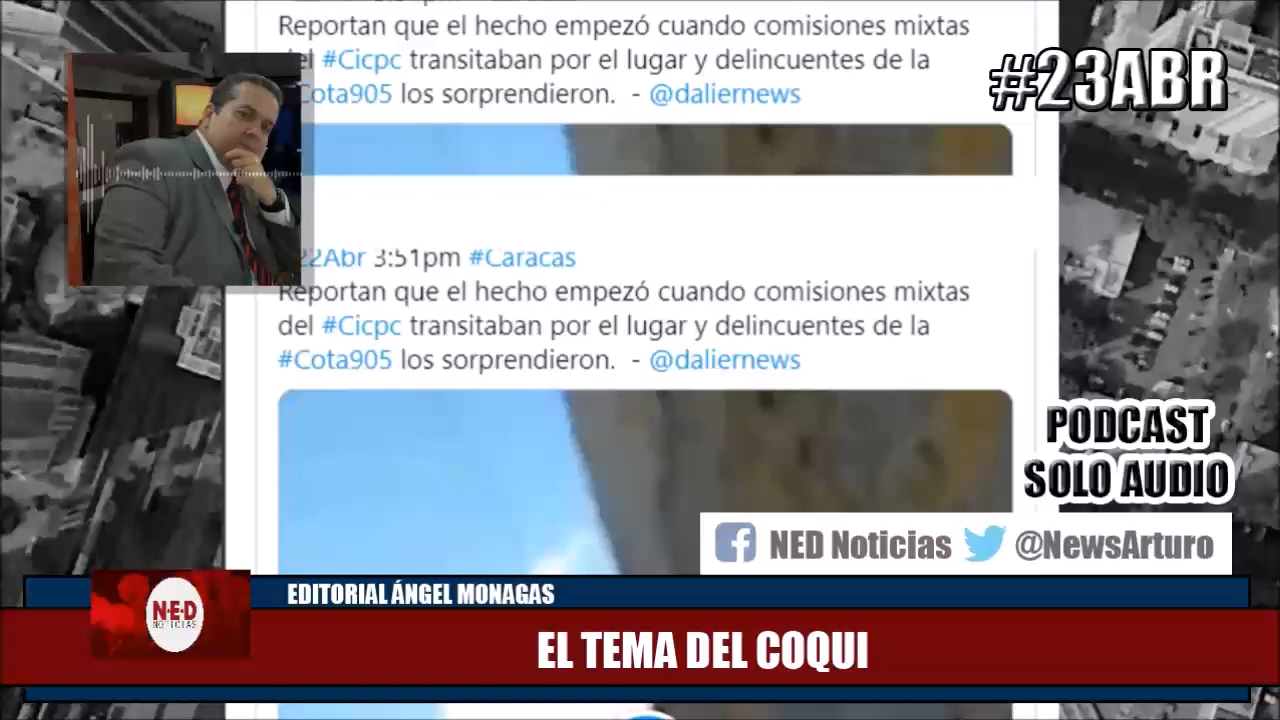 Reportan que el hecho empezó cuando comisiones mixtas
del #Cicpc transitaban por el lugar y delincuentes de la
#Cota905 los sorprendieron. - @daliernews
#23ABR
22Abr 3:51pm #Caracas
Reportan que el hecho empezó cuando comisiones mixtas
del #Cicpc transitaban por el lugar y delincuentes de la
#Cota905 los sorprendieron. - @daliernews
PODCAST
SOLO AUDIO
NED Noticias @NewsArturo
EDITORIAL ÁNGEL MONAGAS
N·E·D
NOTICIAS
EL TEMA DEL COQUI